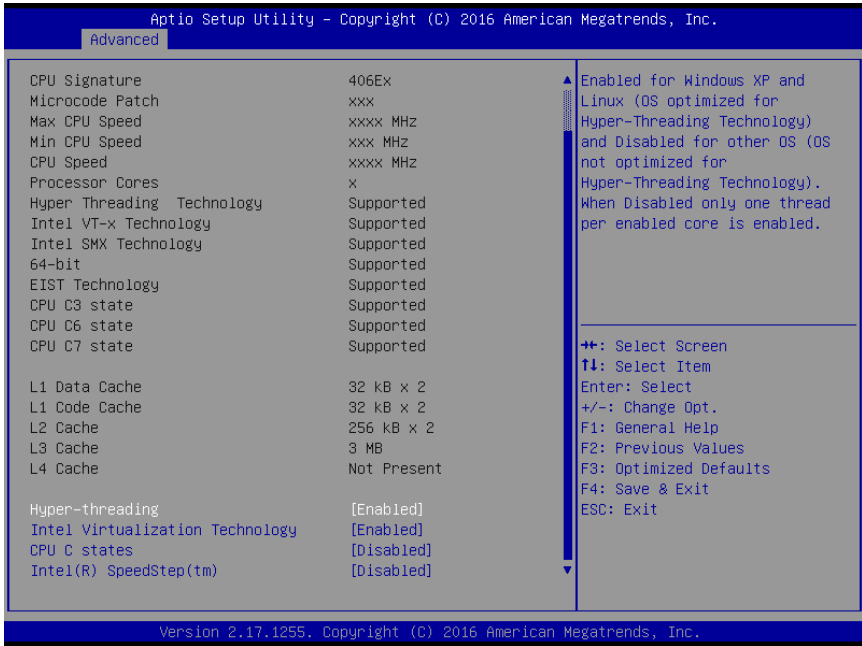 Aptio Setup Utility – Copyright (C) 2016 American Megatrends, Inc.
Advanced
CPU Signature 406Ex
Microcode Patch xxx
Max CPU Speed xxxx MHz
Min CPU Speed xxx MHz
CPU Speed xxxx MHz
Processor Cores x
Hyper Threading Technology Supported
Intel VT-x Technology Supported
Intel SMX Technology Supported
64-bit Supported
EIST Technology Supported
CPU C3 state Supported
CPU C6 state Supported
CPU C7 state Supported
L1 Data Cache 32 kB x 2
L1 Code Cache 32 kB x 2
L2 Cache 256 kB x 2
L3 Cache 3 MB
L4 Cache Not Present
Hyper-threading [Enabled]
Intel Virtualization Technology [Enabled]
CPU C states [Disabled]
Intel(R) SpeedStep(tm) [Disabled]
Enabled for Windows XP and
Linux (OS optimized for
Hyper-Threading Technology)
and Disabled for other OS (OS
not optimized for
Hyper-Threading Technology).
When Disabled only one thread
per enabled core is enabled.
→←: Select Screen
↑↓: Select Item
Enter: Select
+/-: Change Opt.
F1: General Help
F2: Previous Values
F3: Optimized Defaults
F4: Save & Exit
ESC: Exit
Version 2.17.1255. Copyright (C) 2016 American Megatrends, Inc.